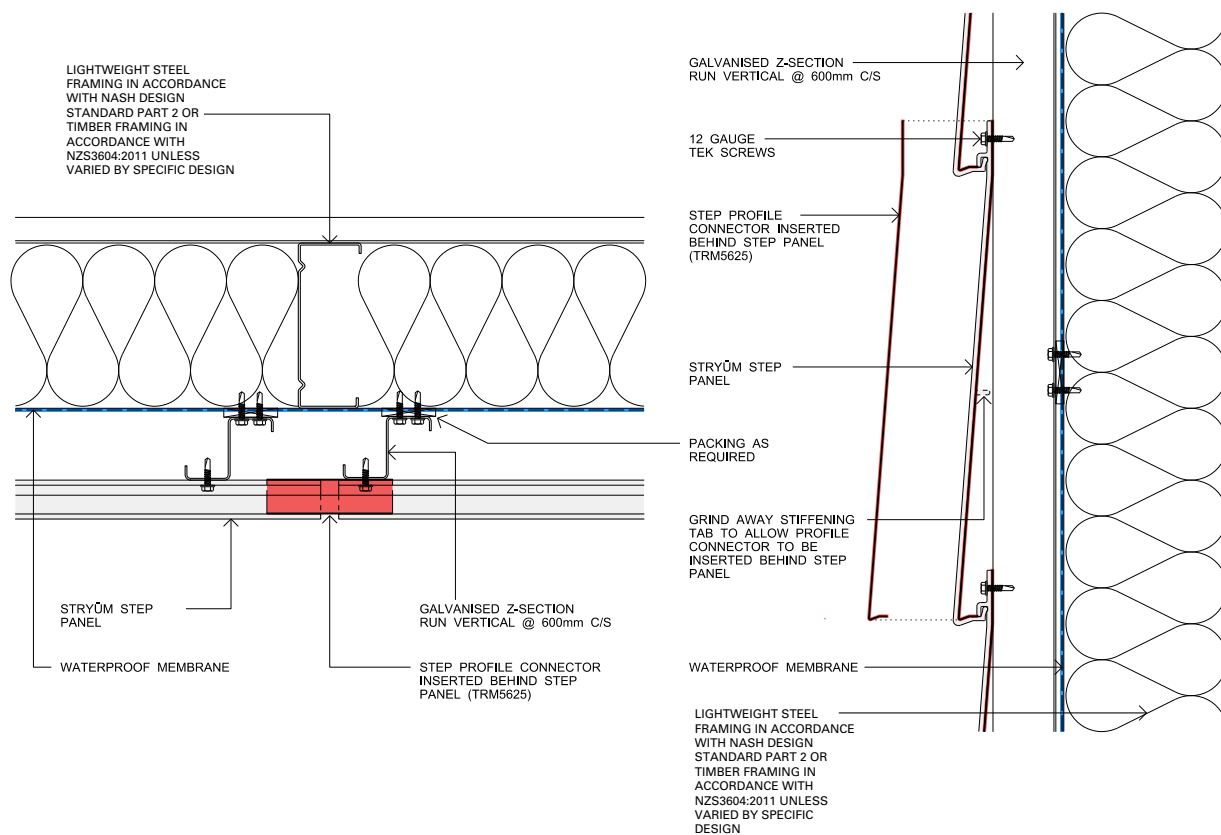 LIGHTWEIGHT STEEL
FRAMING IN ACCORDANCE
WITH NASH DESIGN
STANDARD PART 2 OR
TIMBER FRAMING IN
ACCORDANCE WITH
NZS3604:2011 UNLESS
VARIED BY SPECIFIC DESIGN
STRYŪM STEP
PANEL
WATERPROOF MEMBRANE
GALVANISED Z-SECTION
RUN VERTICAL @ 600mm C/S
STEP PROFILE CONNECTOR
INSERTED BEHIND STEP
PANEL (TRM5625)
GALVANISED Z-SECTION
RUN VERTICAL @ 600mm C/S
12 GAUGE
TEK SCREWS
STEP PROFILE
CONNECTOR INSERTED
BEHIND STEP PANEL
(TRM5625)
STRYŪM STEP
PANEL
PACKING AS
REQUIRED
GRIND AWAY STIFFENING
TAB TO ALLOW PROFILE
CONNECTOR TO BE
INSERTED BEHIND STEP
PANEL
WATERPROOF MEMBRANE
LIGHTWEIGHT STEEL
FRAMING IN ACCORDANCE
WITH NASH DESIGN
STANDARD PART 2 OR
TIMBER FRAMING IN
ACCORDANCE WITH
NZS3604:2011 UNLESS
VARIED BY SPECIFIC
DESIGN